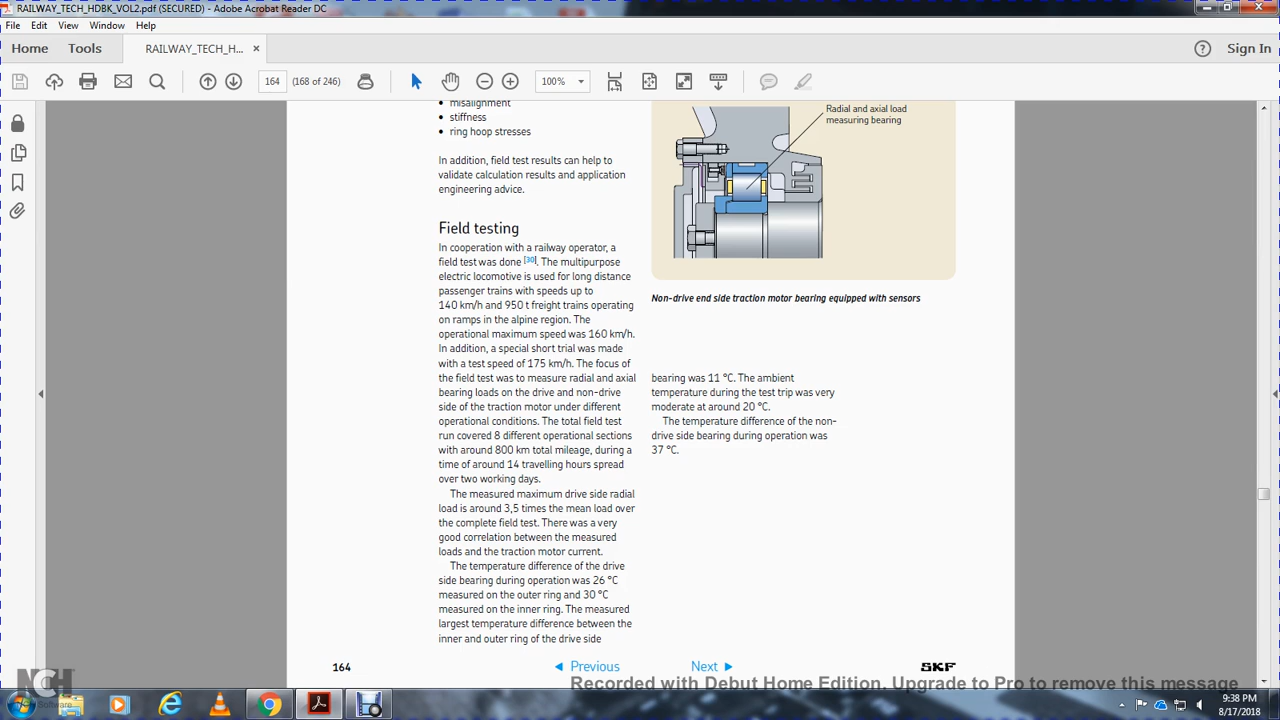 RAILWAY_TECH_HDBK_VOL2.pdf (SECURED) - Adobe Acrobat Reader DC
File Edit View Window Help
Home Tools RAILWAY_TECH_H... × Sign In
164 (168 of 246) 100%
• misalignment
• stiffness
• ring hoop stresses
In addition, field test results can help to
validate calculation results and application
engineering advice.
Field testing
In cooperation with a railway operator, a
field test was done [30]. The multipurpose
electric locomotive is used for long distance
passenger trains with speeds up to
140 km/h and 950 t freight trains operating
on ramps in the alpine region. The
operational maximum speed was 160 km/h.
In addition, a special short trial was made
with a test speed of 175 km/h. The focus of
the field test was to measure radial and axial
bearing loads on the drive and non-drive
side of the traction motor under different
operational conditions. The total field test
run covered 8 different operational sections
with around 800 km total mileage, during a
time of around 14 travelling hours spread
over two working days.
The measured maximum drive side radial
load is around 3,5 times the mean load over
the complete field test. There was a very
good correlation between the measured
loads and the traction motor current.
The temperature difference of the drive
side bearing during operation was 26 °C
measured on the outer ring and 30 °C
measured on the inner ring. The measured
largest temperature difference between the
inner and outer ring of the drive side
Radial and axial load
measuring bearing
Non-drive end side traction motor bearing equipped with sensors
bearing was 11 °C. The ambient
temperature during the test trip was very
moderate at around 20 °C.
The temperature difference of the non-
drive side bearing during operation was
37 °C.
164 Previous Next SKF
NCH Software
Recorded with Debut Home Edition. Upgrade to Pro to remove this message
9:38 PM
8/17/2018